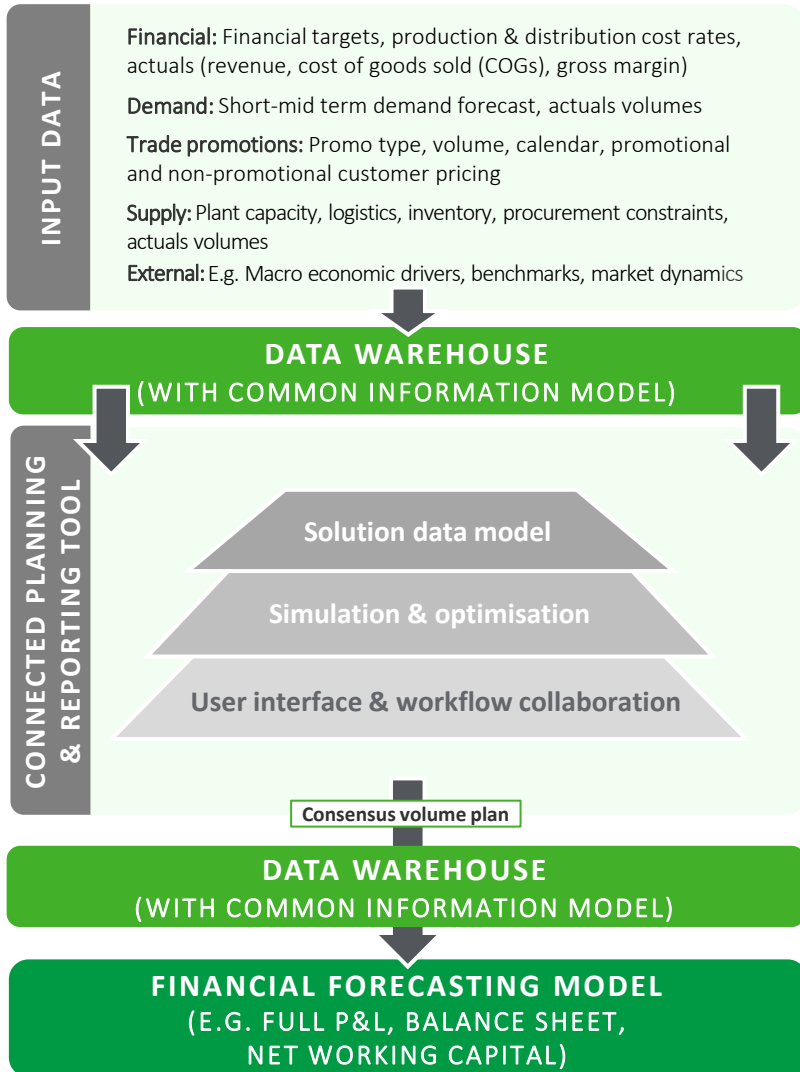 INPUT DATA
Financial: Financial targets, production & distribution cost rates,
actuals (revenue, cost of goods sold (COGs), gross margin)
Demand: Short-mid term demand forecast, actuals volumes
Trade promotions: Promo type, volume, calendar, promotional
and non-promotional customer pricing
Supply: Plant capacity, logistics, inventory, procurement constraints,
actuals volumes
External: E.g. Macro economic drivers, benchmarks, market dynamics
DATA WAREHOUSE
(WITH COMMON INFORMATION MODEL)
CONNECTED PLANNING
& REPORTING TOOL
Solution data model
Simulation & optimisation
User interface & workflow collaboration
Consensus volume plan
DATA WAREHOUSE
(WITH COMMON INFORMATION MODEL)
FINANCIAL FORECASTING MODEL
(E.G. FULL P&L, BALANCE SHEET,
NET WORKING CAPITAL)